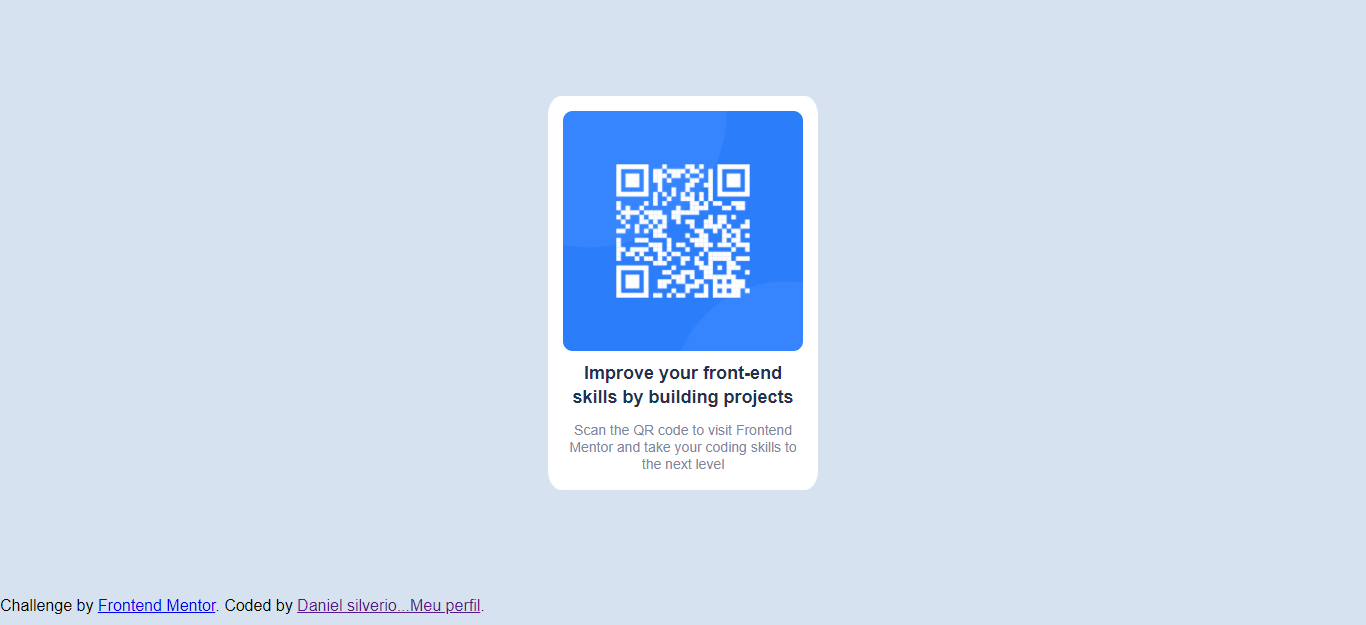 Improve your front-end
skills by building projects
Scan the QR code to visit Frontend
Mentor and take your coding skills to
the next level
Challenge by Frontend Mentor. Coded by Daniel silverio...Meu perfil.